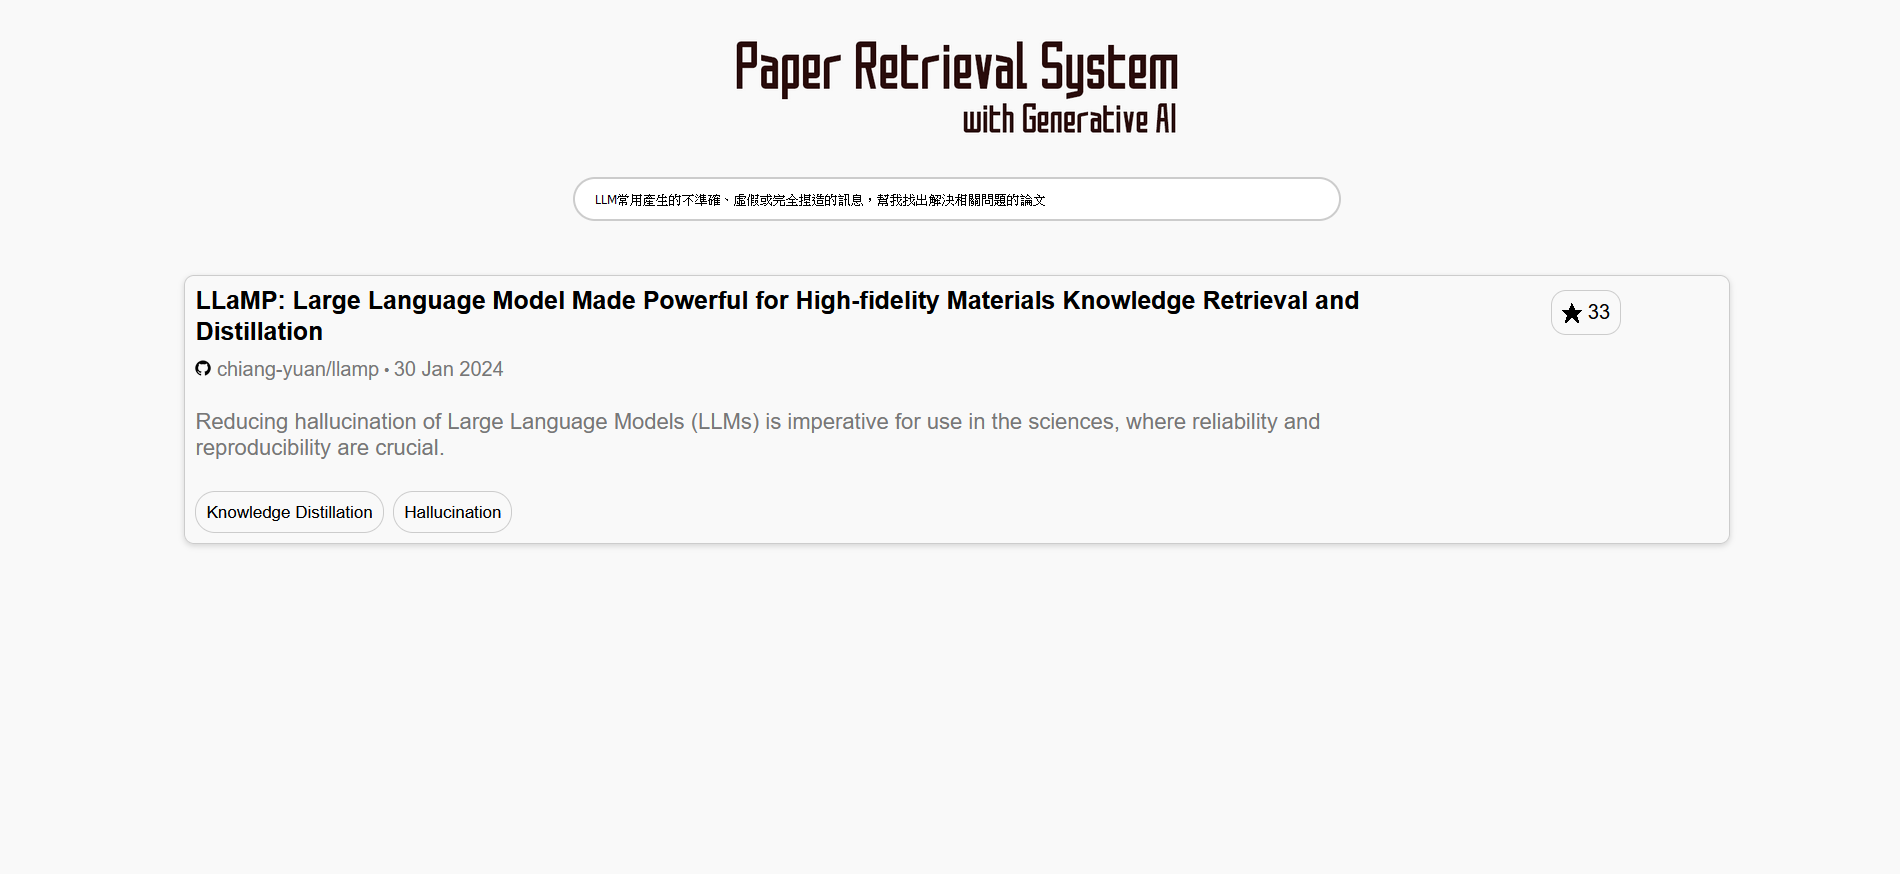 Paper Retrieval System
with Generative AI
LLM常用產生的不準確、虛假或完全捏造的訊息，幫我找出解決相關問題的論文
LLaMP: Large Language Model Made Powerful for High-fidelity Materials Knowledge Retrieval and
Distillation
33
chiang-yuan/llamp • 30 Jan 2024
Reducing hallucination of Large Language Models (LLMs) is imperative for use in the sciences, where reliability and
reproducibility are crucial.
Knowledge Distillation
Hallucination